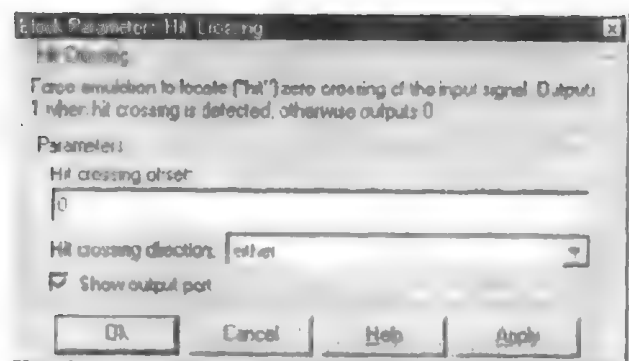 Block Parameters: Hit Crossing
Hit Crossing
Force emulation to locate ("hit") zero crossing of the input signal. Outputs
1 when hit crossing is detected, otherwise outputs 0
Parameters
Hit crossing offset:
0
Hit crossing direction: either
Show output port
OK Cancel Help Apply